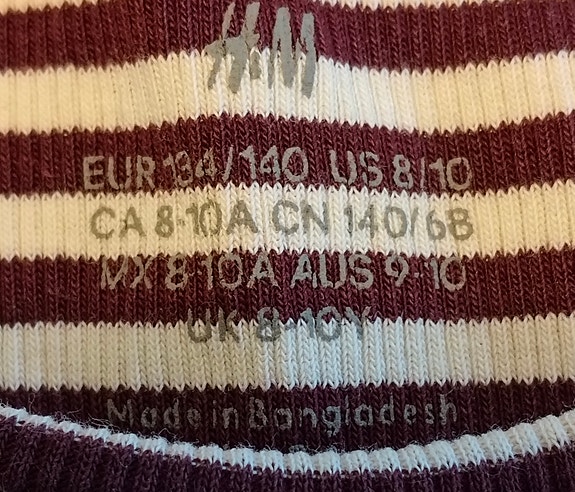 H&M
EUR 134/140 US 8/10
CA 8-10A CN 140/68
MX 8-10A AUS 9-10
UK 8-10Y
Made in Bangladesh